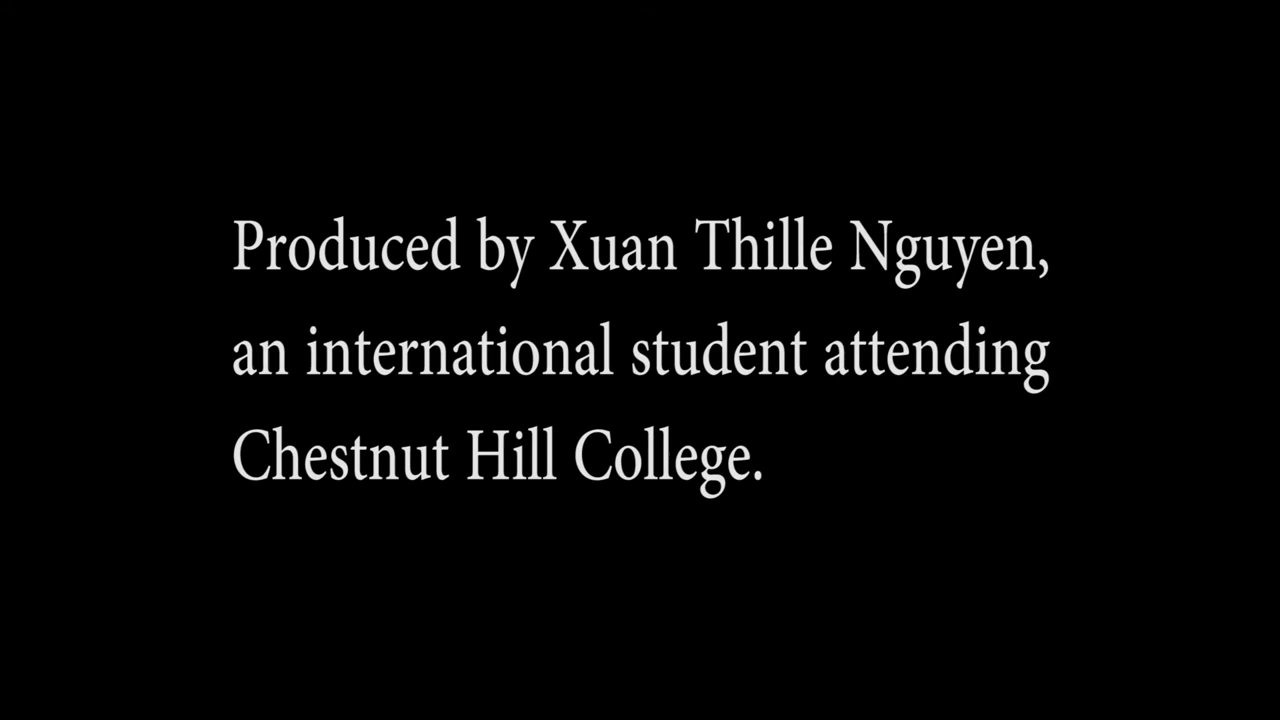 Produced by Xuan Thille Nguyen,
an international student attending
Chestnut Hill College.